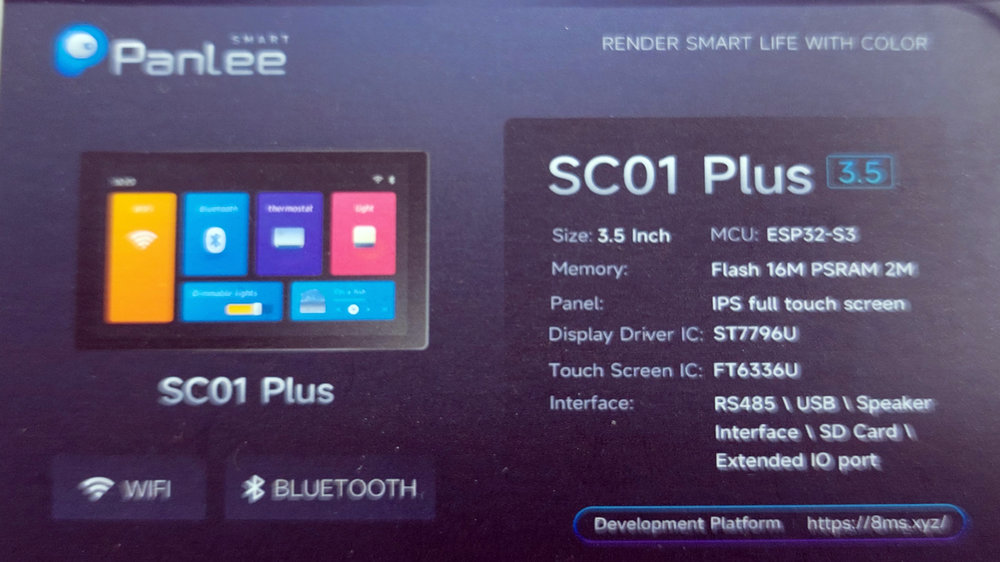 SMART
Panlee
RENDER SMART LIFE WITH COLOR
Bluetooth
thermostat
light
Dimmable lights
SC01 Plus
WIFI
BLUETOOTH
SC01 Plus 3.5
Size: 3.5 Inch MCU: ESP32-S3
Memory: Flash 16M PSRAM 2M
Panel: IPS full touch screen
Display Driver IC: ST7796U
Touch Screen IC: FT6336U
Interface: RS485 \ USB \ Speaker
Interface \ SD Card \
Extended IO port
Development Platform https://8ms.xyz/